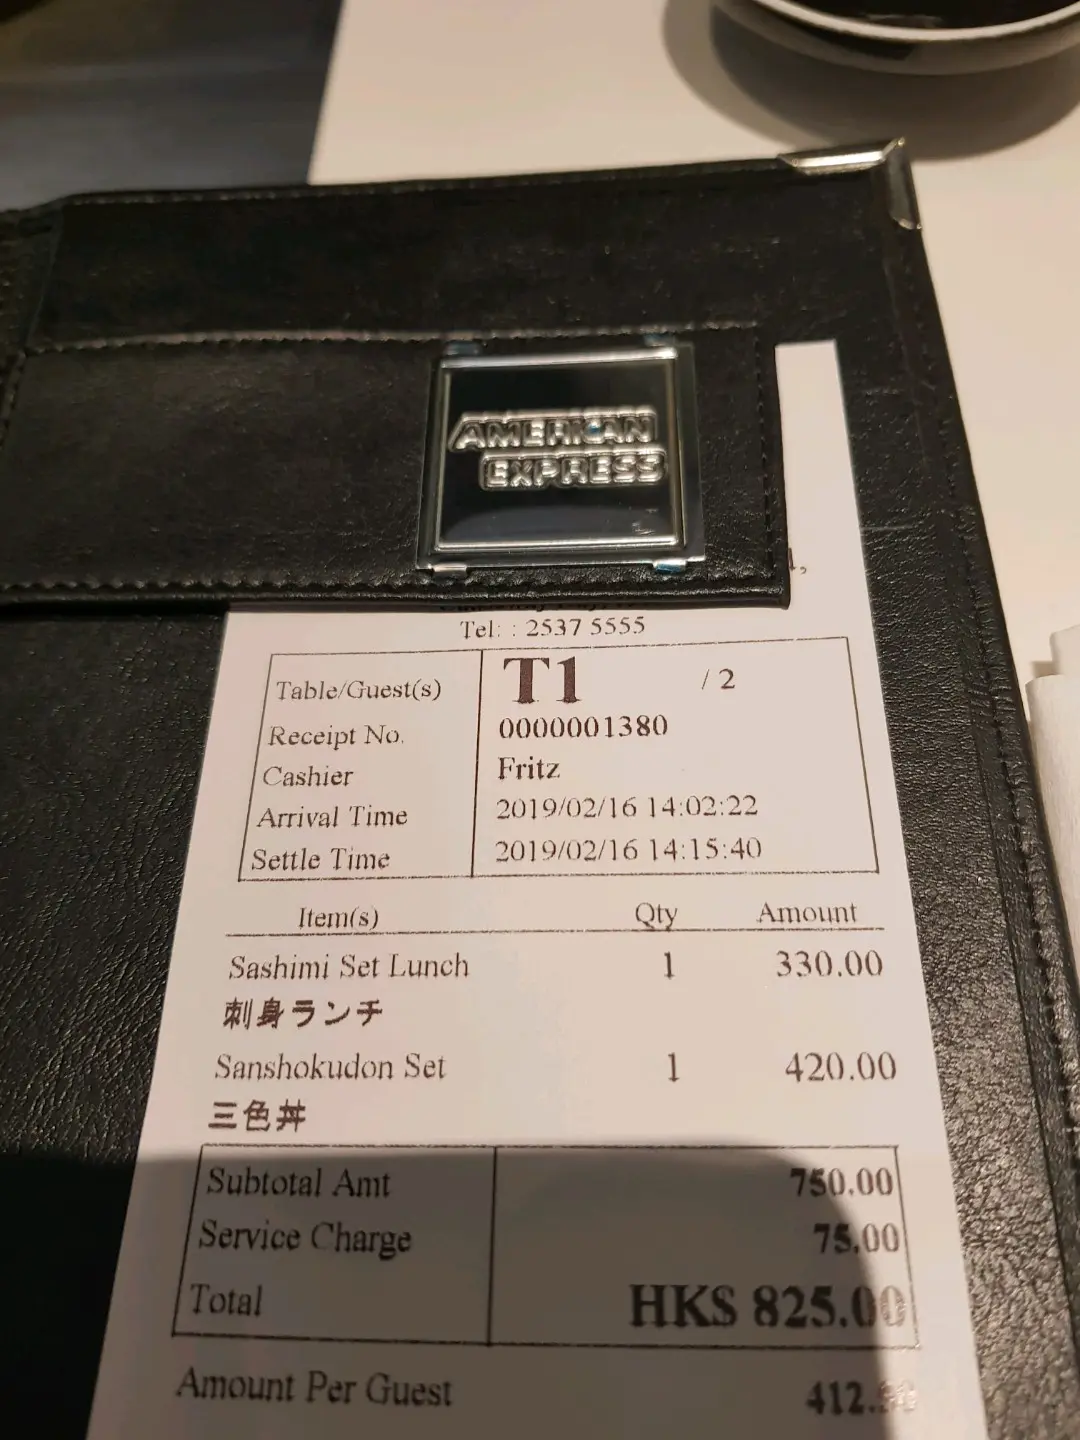 AMERICAN
EXPRESS
Tel: : 2537 5555
Table/Guest(s) T1 / 2
Receipt No. 0000001380
Cashier Fritz
Arrival Time 2019/02/16 14:02:22
Settle Time 2019/02/16 14:15:40
Item(s) Qty Amount
Sashimi Set Lunch 1 330.00
刺身ランチ
Sanshokudon Set 1 420.00
三色丼
Subtotal Amt 750.00
Service Charge 75.00
Total HK$ 825.00
Amount Per Guest